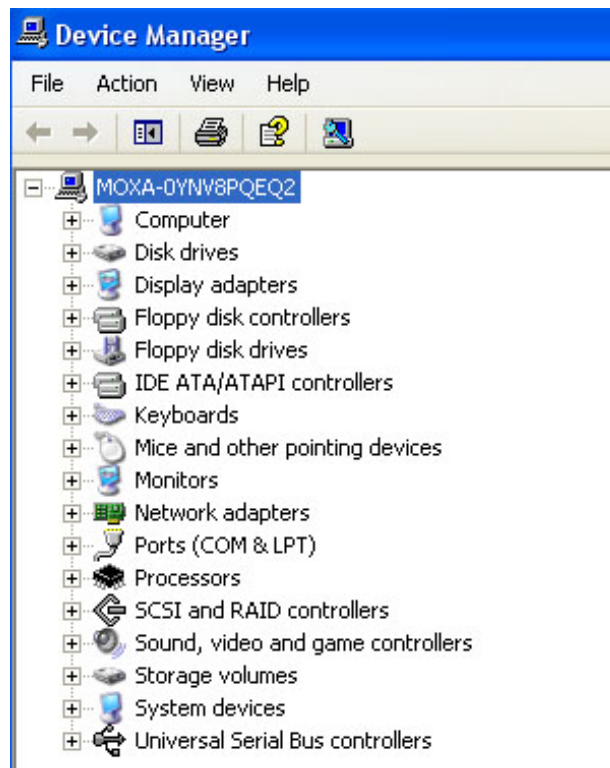 Device Manager
File Action View Help
MOXA-0YNV8PQEQ2
Computer
Disk drives
Display adapters
Floppy disk controllers
Floppy disk drives
IDE ATA/ATAPI controllers
Keyboards
Mice and other pointing devices
Monitors
Network adapters
Ports (COM & LPT)
Processors
SCSI and RAID controllers
Sound, video and game controllers
Storage volumes
System devices
Universal Serial Bus controllers